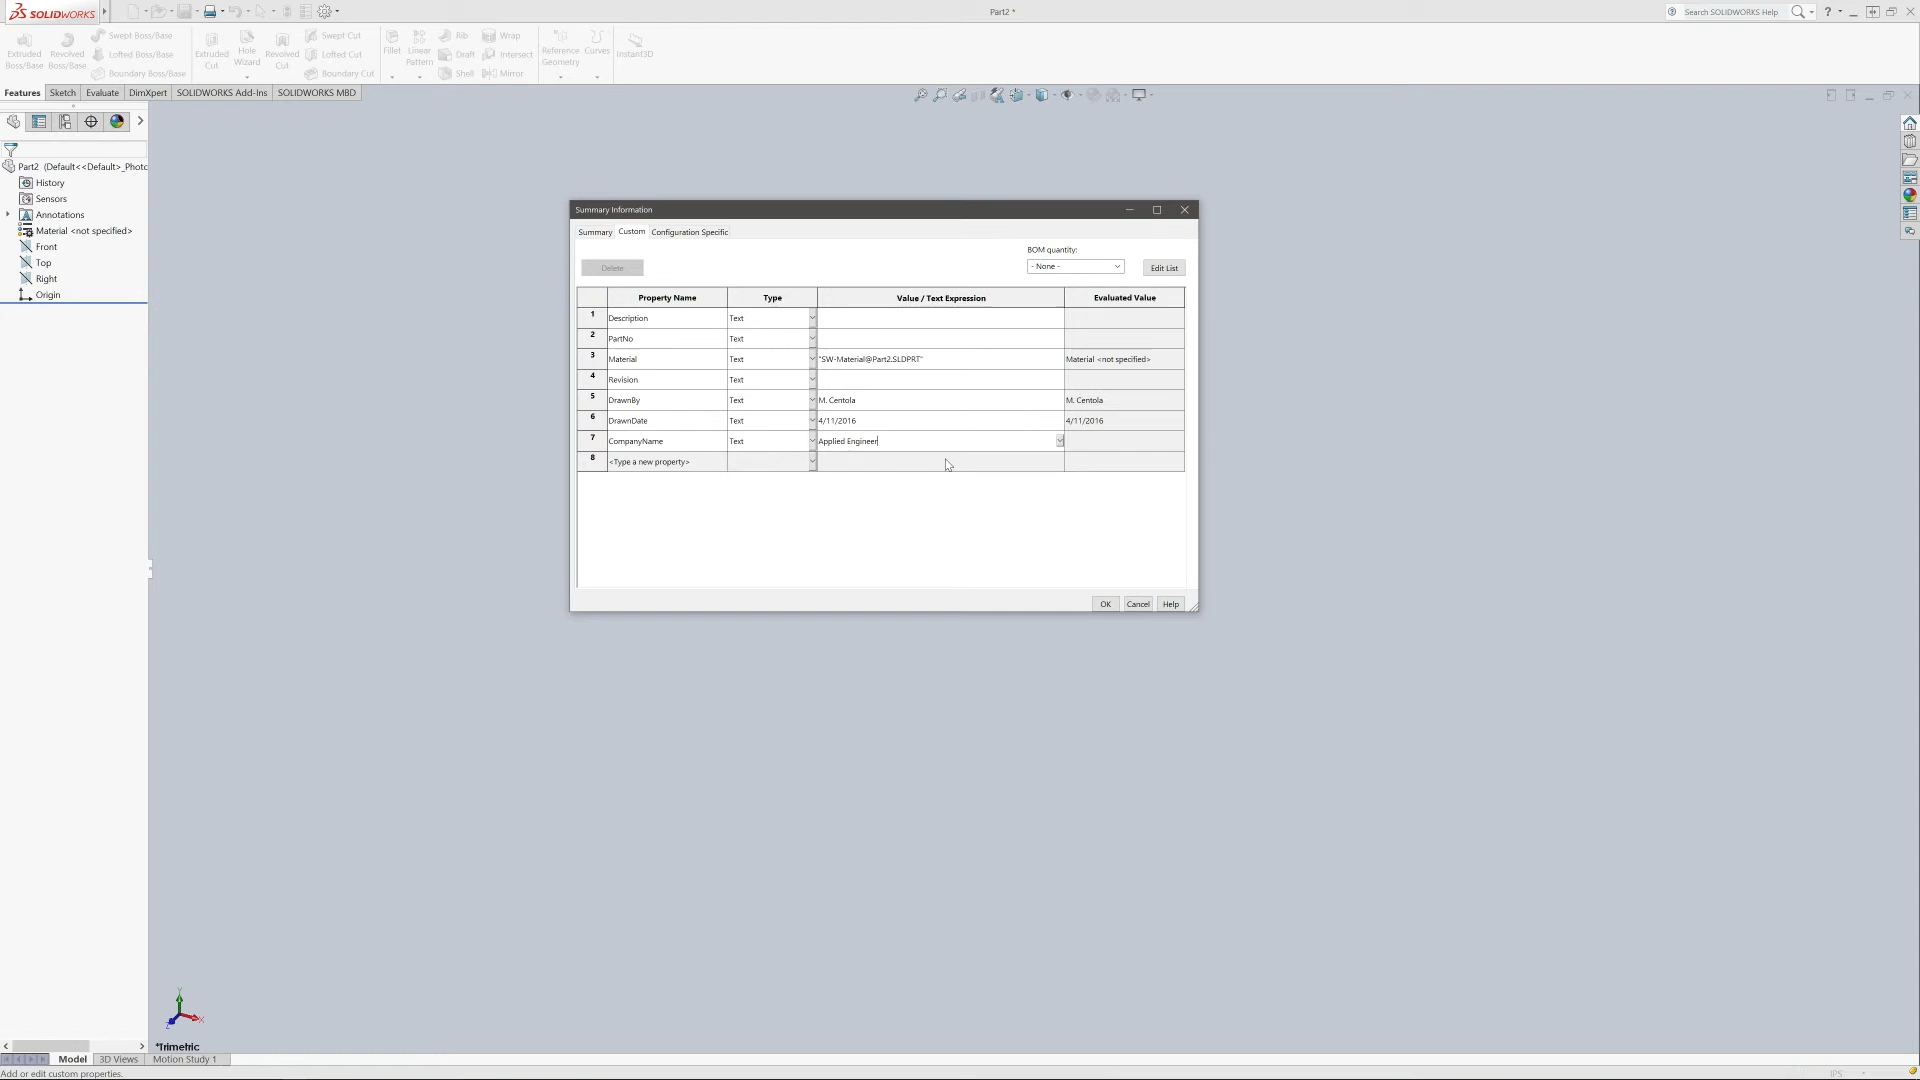 SOLIDWORKS
Part2 *
Search SOLIDWORKS Help
Extruded Boss/Base
Revolved Boss/Base
Swept Boss/Base
Lofted Boss/Base
Boundary Boss/Base
Extruded Cut
Hole Wizard
Revolved Cut
Swept Cut
Lofted Cut
Boundary Cut
Fillet
Linear Pattern
Rib
Draft
Shell
Wrap
Intersect
Mirror
Reference Geometry
Curves
Instant3D
Features Sketch Evaluate DimXpert SOLIDWORKS Add-Ins SOLIDWORKS MBD
Part2 (Default<<Default>_Photo
History
Sensors
Annotations
Material <not specified>
Front
Top
Right
Origin
Summary Information
Summary Custom Configuration Specific
BOM quantity:
Delete - None - Edit List
Property Name Type Value / Text Expression Evaluated Value
1 Description Text
2 PartNo Text
3 Material Text "SW-Material@Part2.SLDPRT" Material <not specified>
4 Revision Text
5 DrawnBy Text M. Centola M. Centola
6 DrawnDate Text 4/11/2016 4/11/2016
7 CompanyName Text Applied Engineer
8 <Type a new property>
OK Cancel Help
Y
X
Z
*Trimetric
Model 3D Views Motion Study 1
Add or edit custom properties.
IPS